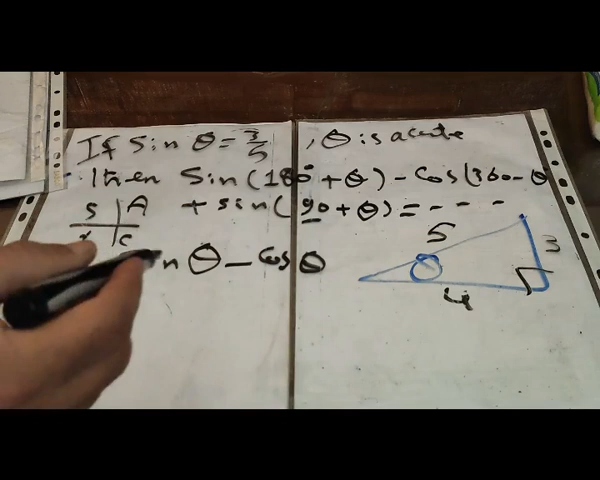 If Sin θ = 3/5 , θ is acute
Then Sin(180° + θ) - Cos(360 - θ
+ sin(90 + θ) = - - - -
S A
C
n θ - Cos θ
5
3
θ
4